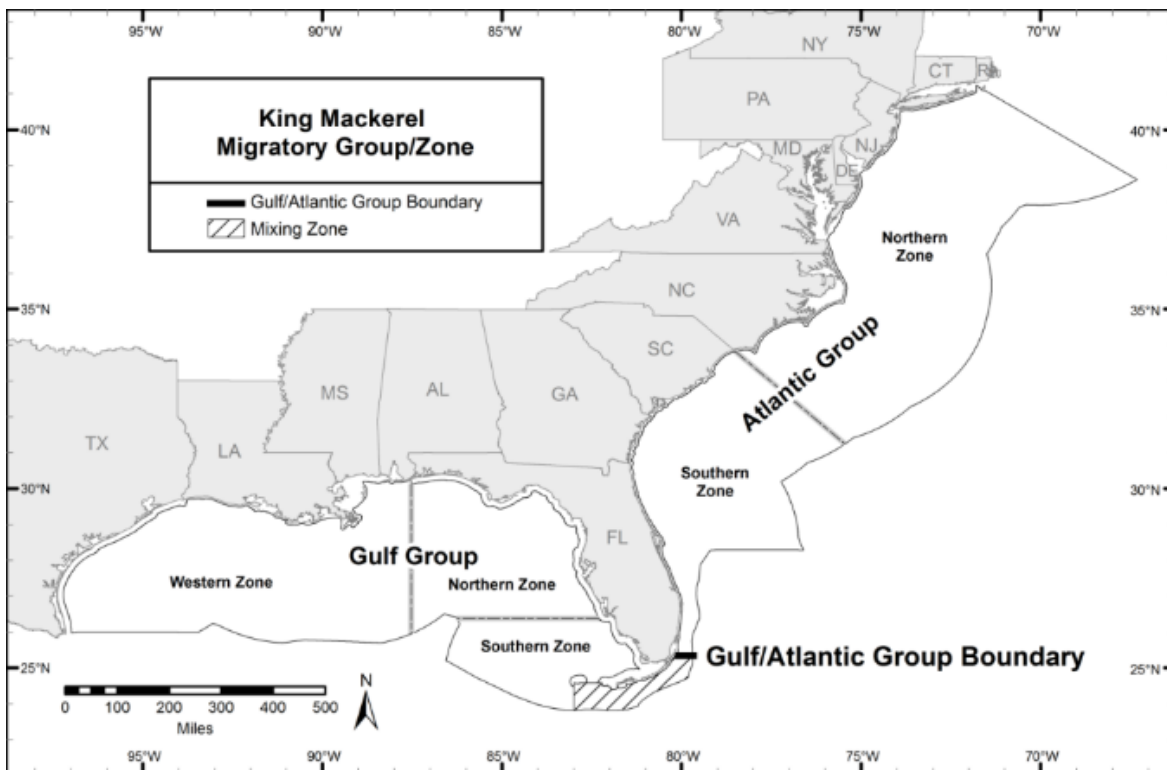 95°W 90°W 85°W 80°W 75°W 70°W
King Mackerel
Migratory Group/Zone
Gulf/Atlantic Group Boundary
Mixing Zone
NY
CT
RI
PA
40°N 40°N
NJ
MD
DE
VA
Northern
Zone
NC
35°N 35°N
SC
Atlantic Group
MS AL GA
TX LA
Southern
Zone
30°N 30°N
FL
Gulf Group
Western Zone
Northern Zone
Southern Zone
Gulf/Atlantic Group Boundary
25°N 25°N
N
0 100 200 300 400 500
Miles
95°W 90°W 85°W 80°W 75°W 70°W